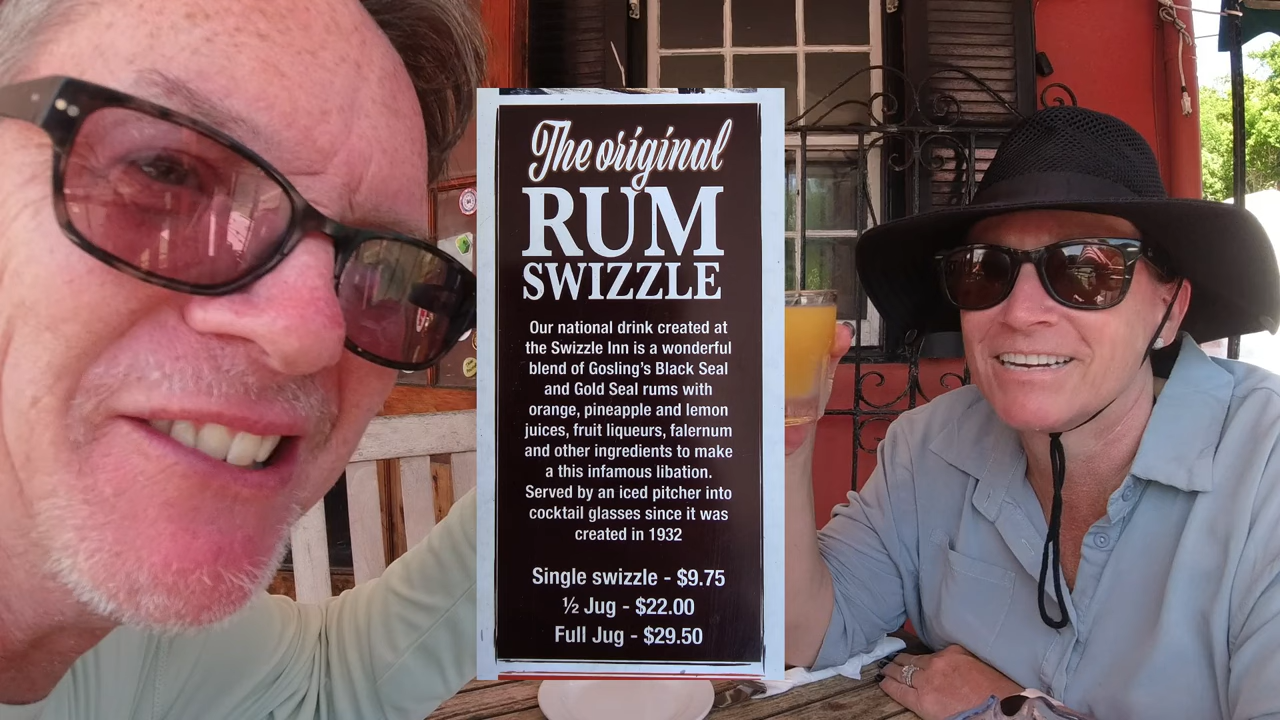 The original
RUM
SWIZZLE
Our national drink created at
the Swizzle Inn is a wonderful
blend of Gosling's Black Seal
and Gold Seal rums with
orange, pineapple and lemon
juices, fruit liqueurs, falernum
and other ingredients to make
a this infamous libation.
Served by an iced pitcher into
cocktail glasses since it was
created in 1932
Single swizzle - $9.75
½ Jug - $22.00
Full Jug - $29.50